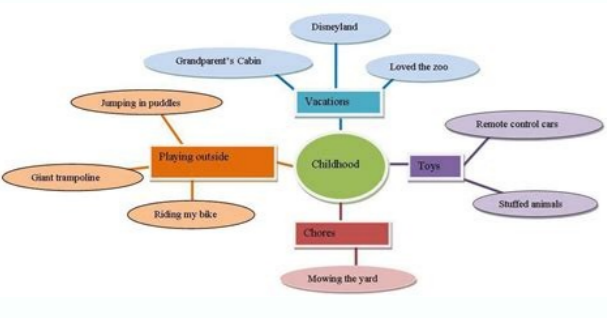 Disneyland
Grandparent's Cabin
Loved the zoo
Vacations
Jumping in puddles
Remote control cars
Playing outside
Childhood
Toys
Giant trampoline
Riding my bike
Stuffed animals
Chores
Mowing the yard